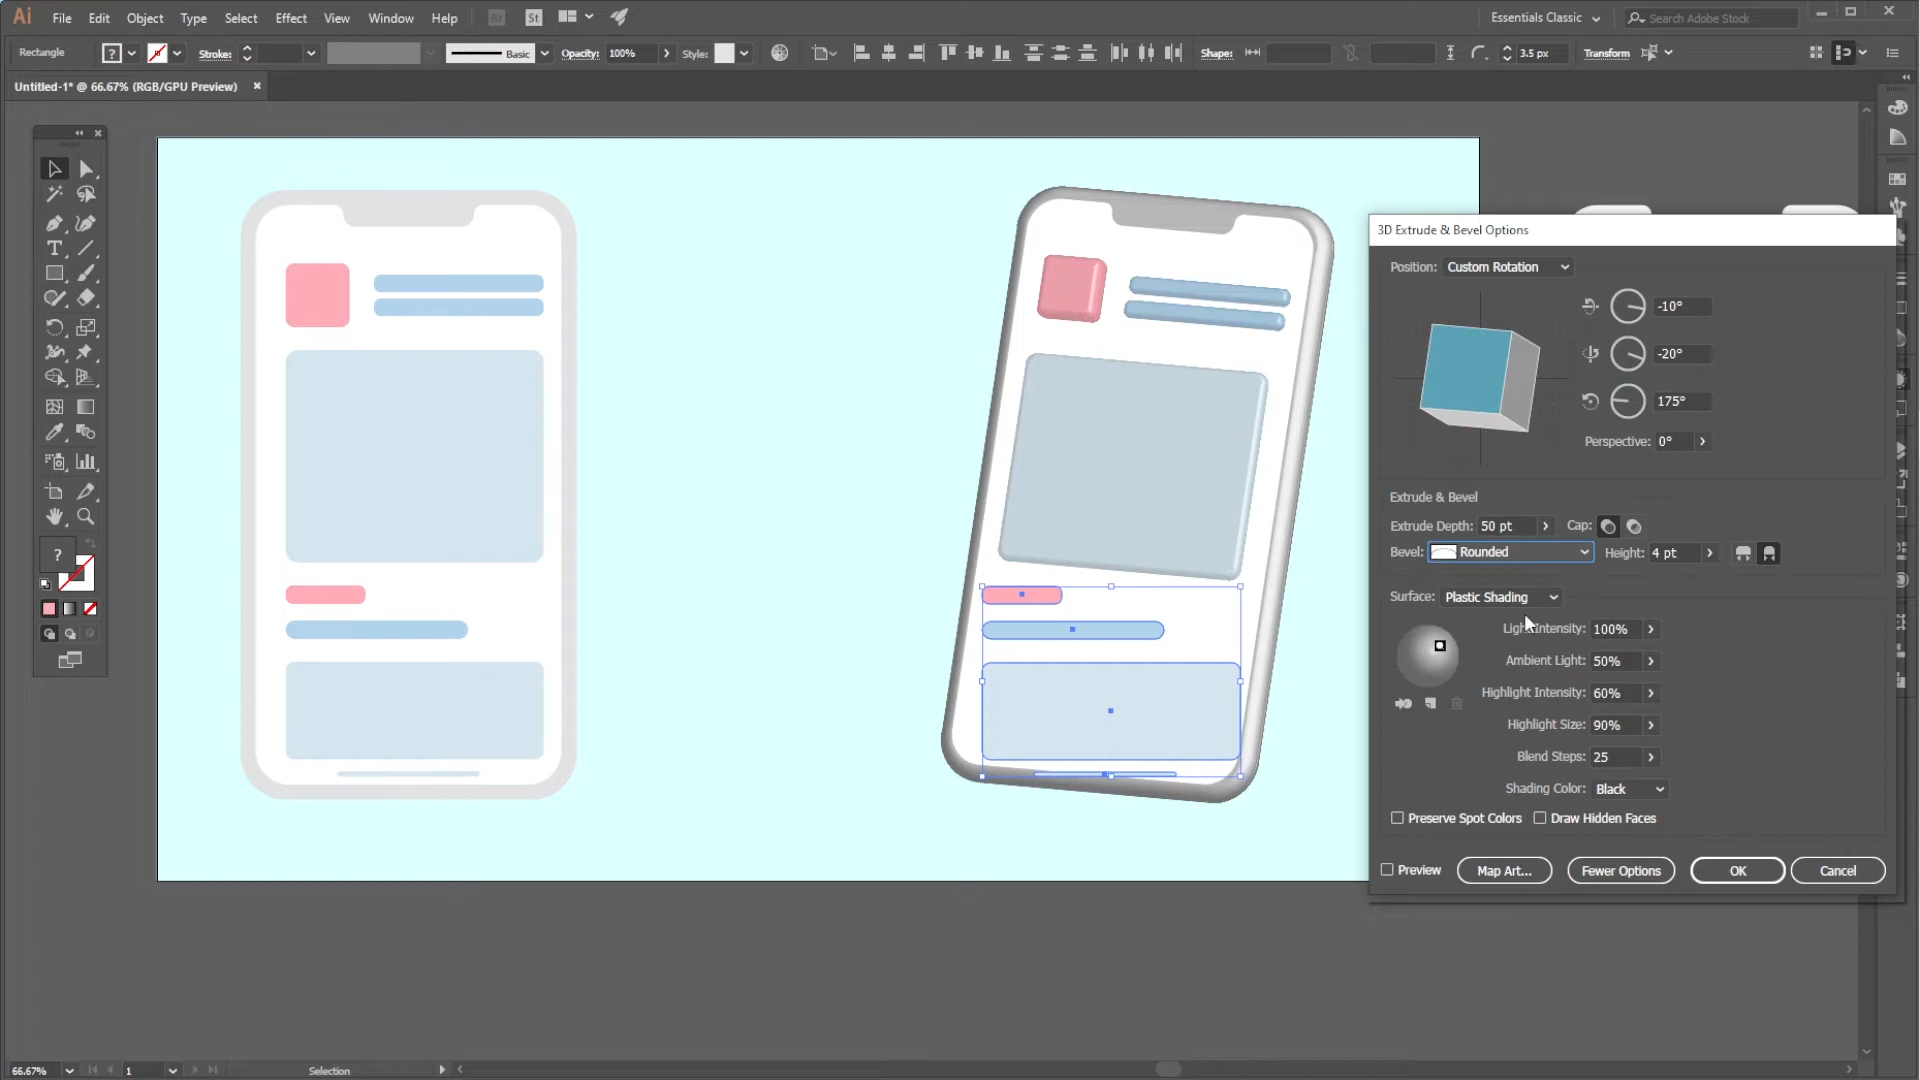 Ai File Edit Object Type Select Effect View Window Help Br St Essentials Classic Search Adobe Stock
Rectangle ? Stroke: Basic Opacity: 100% Style: Shape: 3.5 px Transform
Untitled-1* @ 66.67% (RGB/GPU Preview)
T
?
3D Extrude & Bevel Options
Position: Custom Rotation
-10°
-20°
175°
Perspective: 0°
Extrude & Bevel
Extrude Depth: 50 pt Cap:
Bevel: Rounded Height: 4 pt
Surface: Plastic Shading
Light Intensity: 100%
Ambient Light: 50%
Highlight Intensity: 60%
Highlight Size: 90%
Blend Steps: 25
Shading Color: Black
Preserve Spot Colors Draw Hidden Faces
Preview Map Art... Fewer Options OK Cancel
66.67% 1 Selection